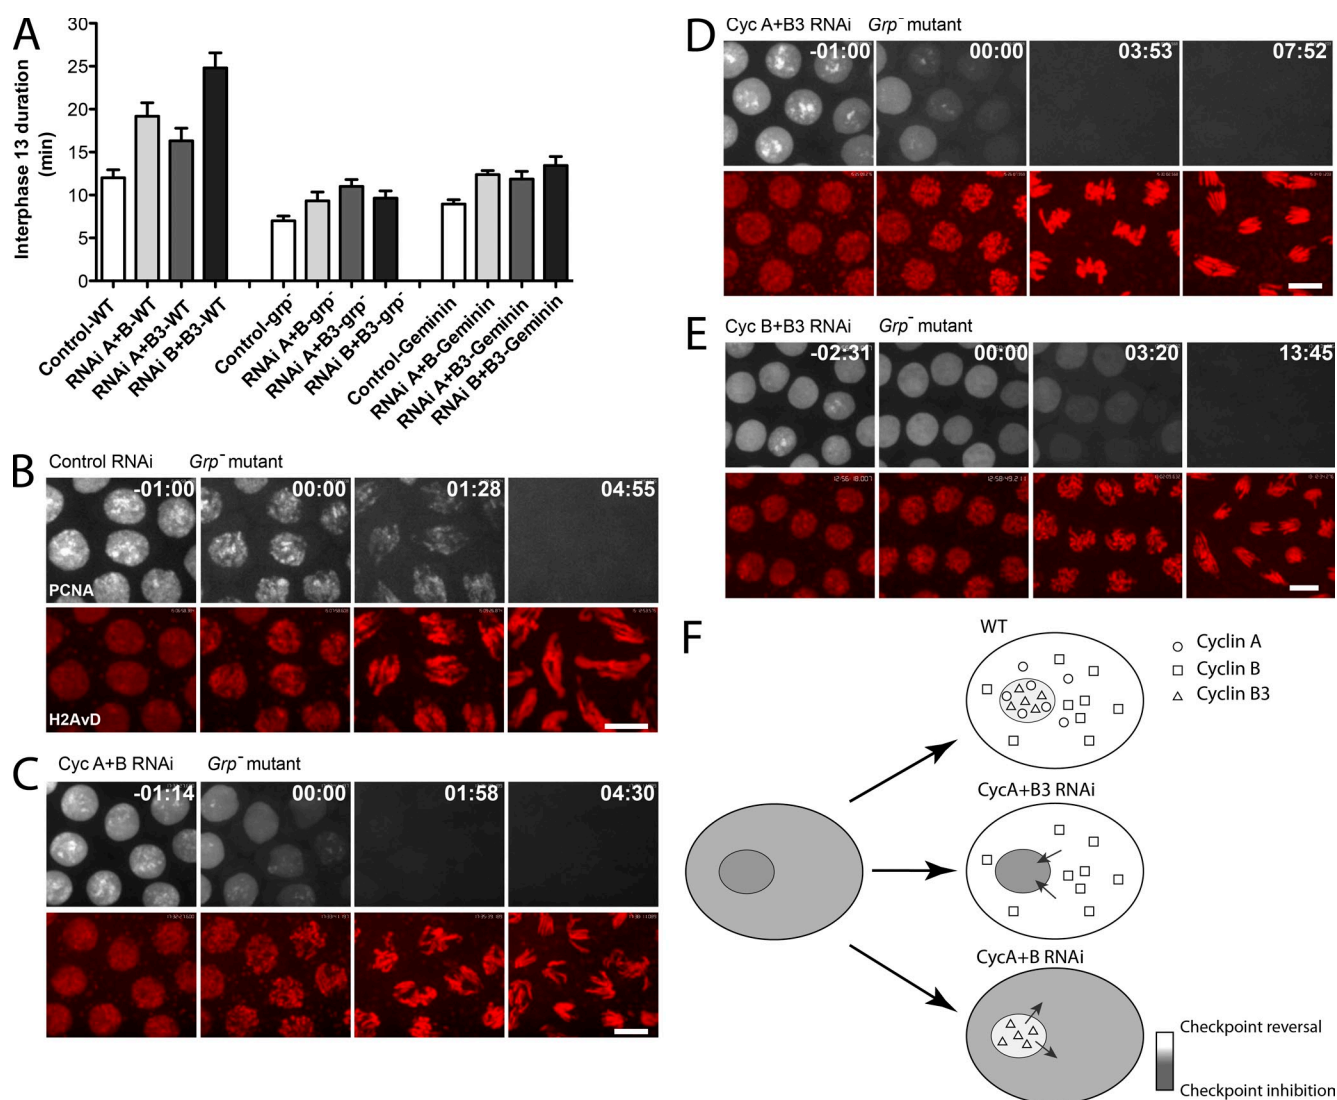 A
Interphase 13 duration
(min)
30
25
20
15
10
5
0
Control-WT
RNAi A+B-WT
RNAi A+B3-WT
RNAi B+B3-WT
Control-grp-
RNAi A+B-grp-
RNAi A+B3-grp-
RNAi B+B3-grp-
Control-Geminin
RNAi A+B-Geminin
RNAi A+B3-Geminin
RNAi B+B3-Geminin
B
Control RNAi Grp- mutant
-01:00 00:00 01:28 04:55
PCNA
H2AvD
C
Cyc A+B RNAi Grp- mutant
-01:14 00:00 01:58 04:30
D
Cyc A+B3 RNAi Grp- mutant
-01:00 00:00 03:53 07:52
E
Cyc B+B3 RNAi Grp- mutant
-02:31 00:00 03:20 13:45
F
WT
Cyclin A
Cyclin B
Cyclin B3
CycA+B3 RNAi
CycA+B RNAi
Checkpoint reversal
Checkpoint inhibition